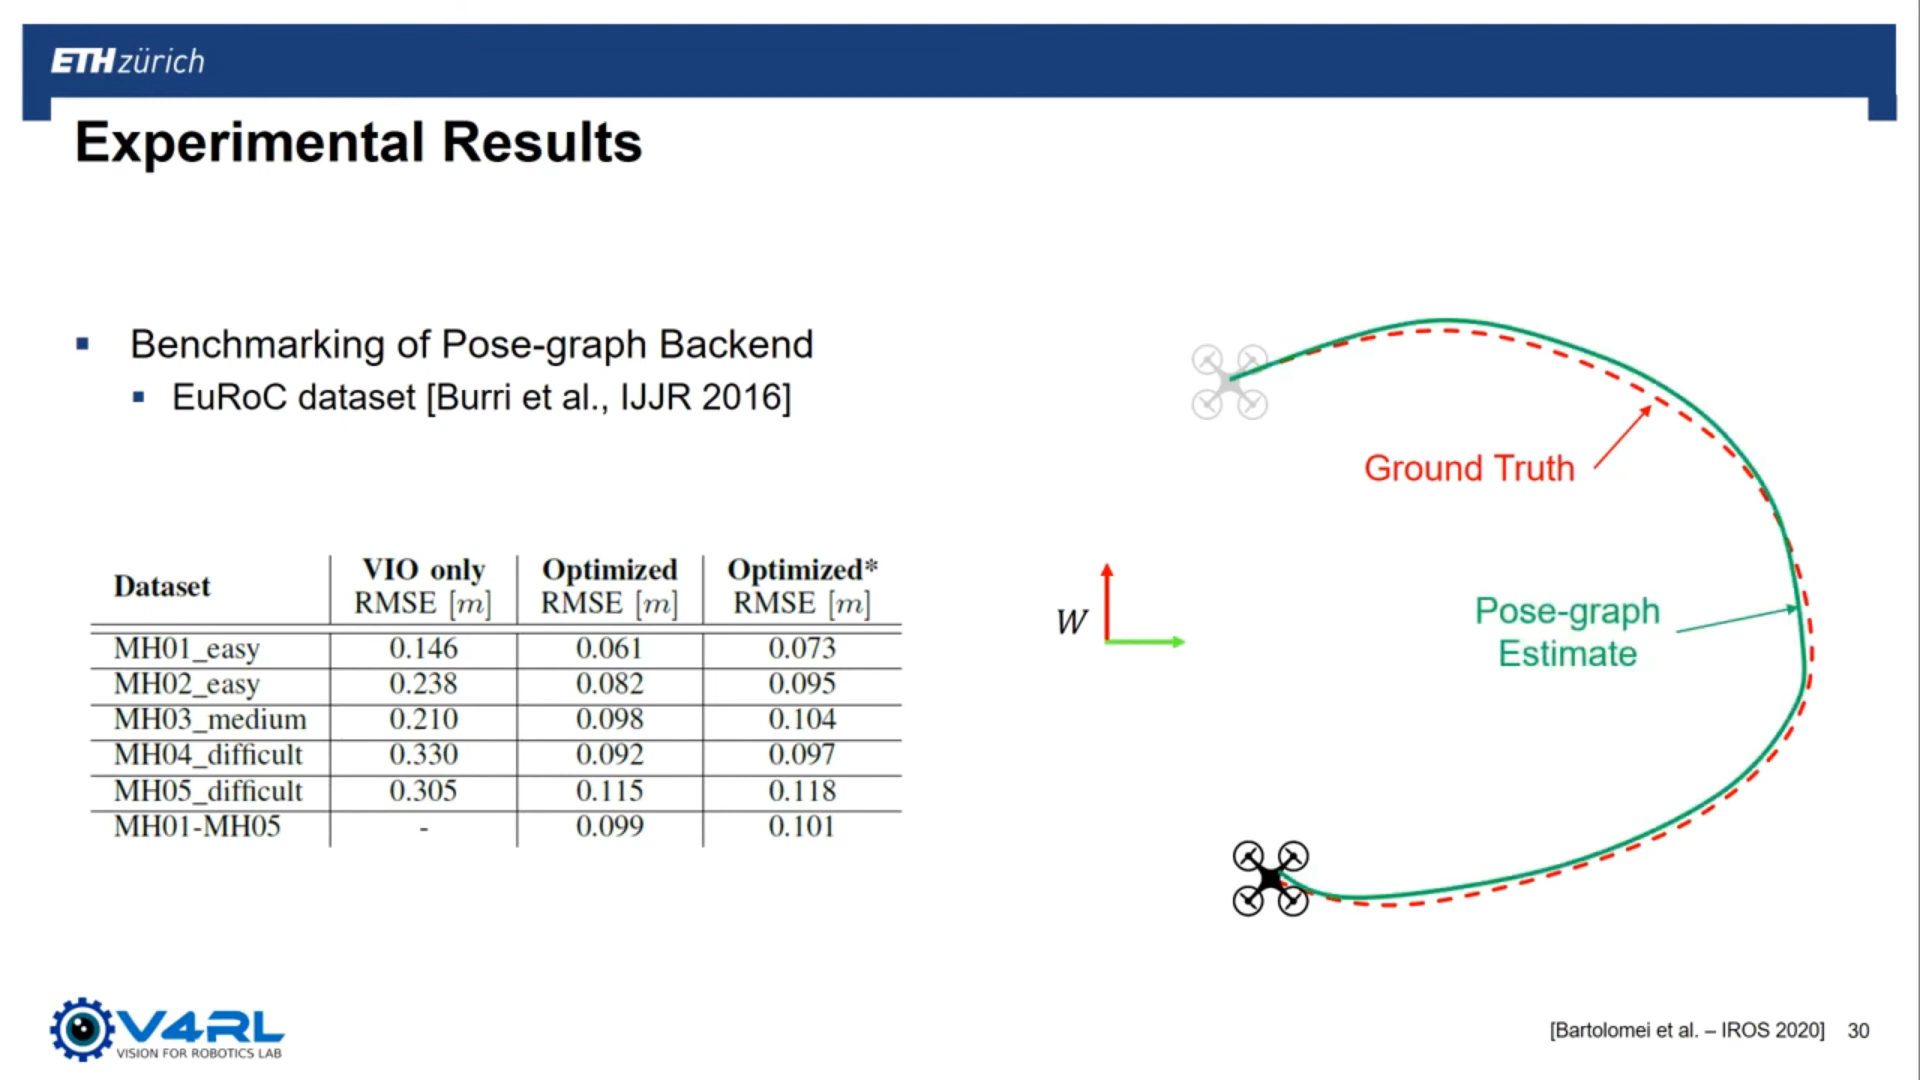 ETH zürich
Experimental Results
Benchmarking of Pose-graph Backend
EuRoC dataset [Burri et al., IJJR 2016]
Dataset VIO only RMSE [m] Optimized RMSE [m] Optimized* RMSE [m]
MH01_easy 0.146 0.061 0.073
MH02_easy 0.238 0.082 0.095
MH03_medium 0.210 0.098 0.104
MH04_difficult 0.330 0.092 0.097
MH05_difficult 0.305 0.115 0.118
MH01-MH05 - 0.099 0.101
Ground Truth
Pose-graph
Estimate
W
V4RL
VISION FOR ROBOTICS LAB
[Bartolomei et al. – IROS 2020] 30